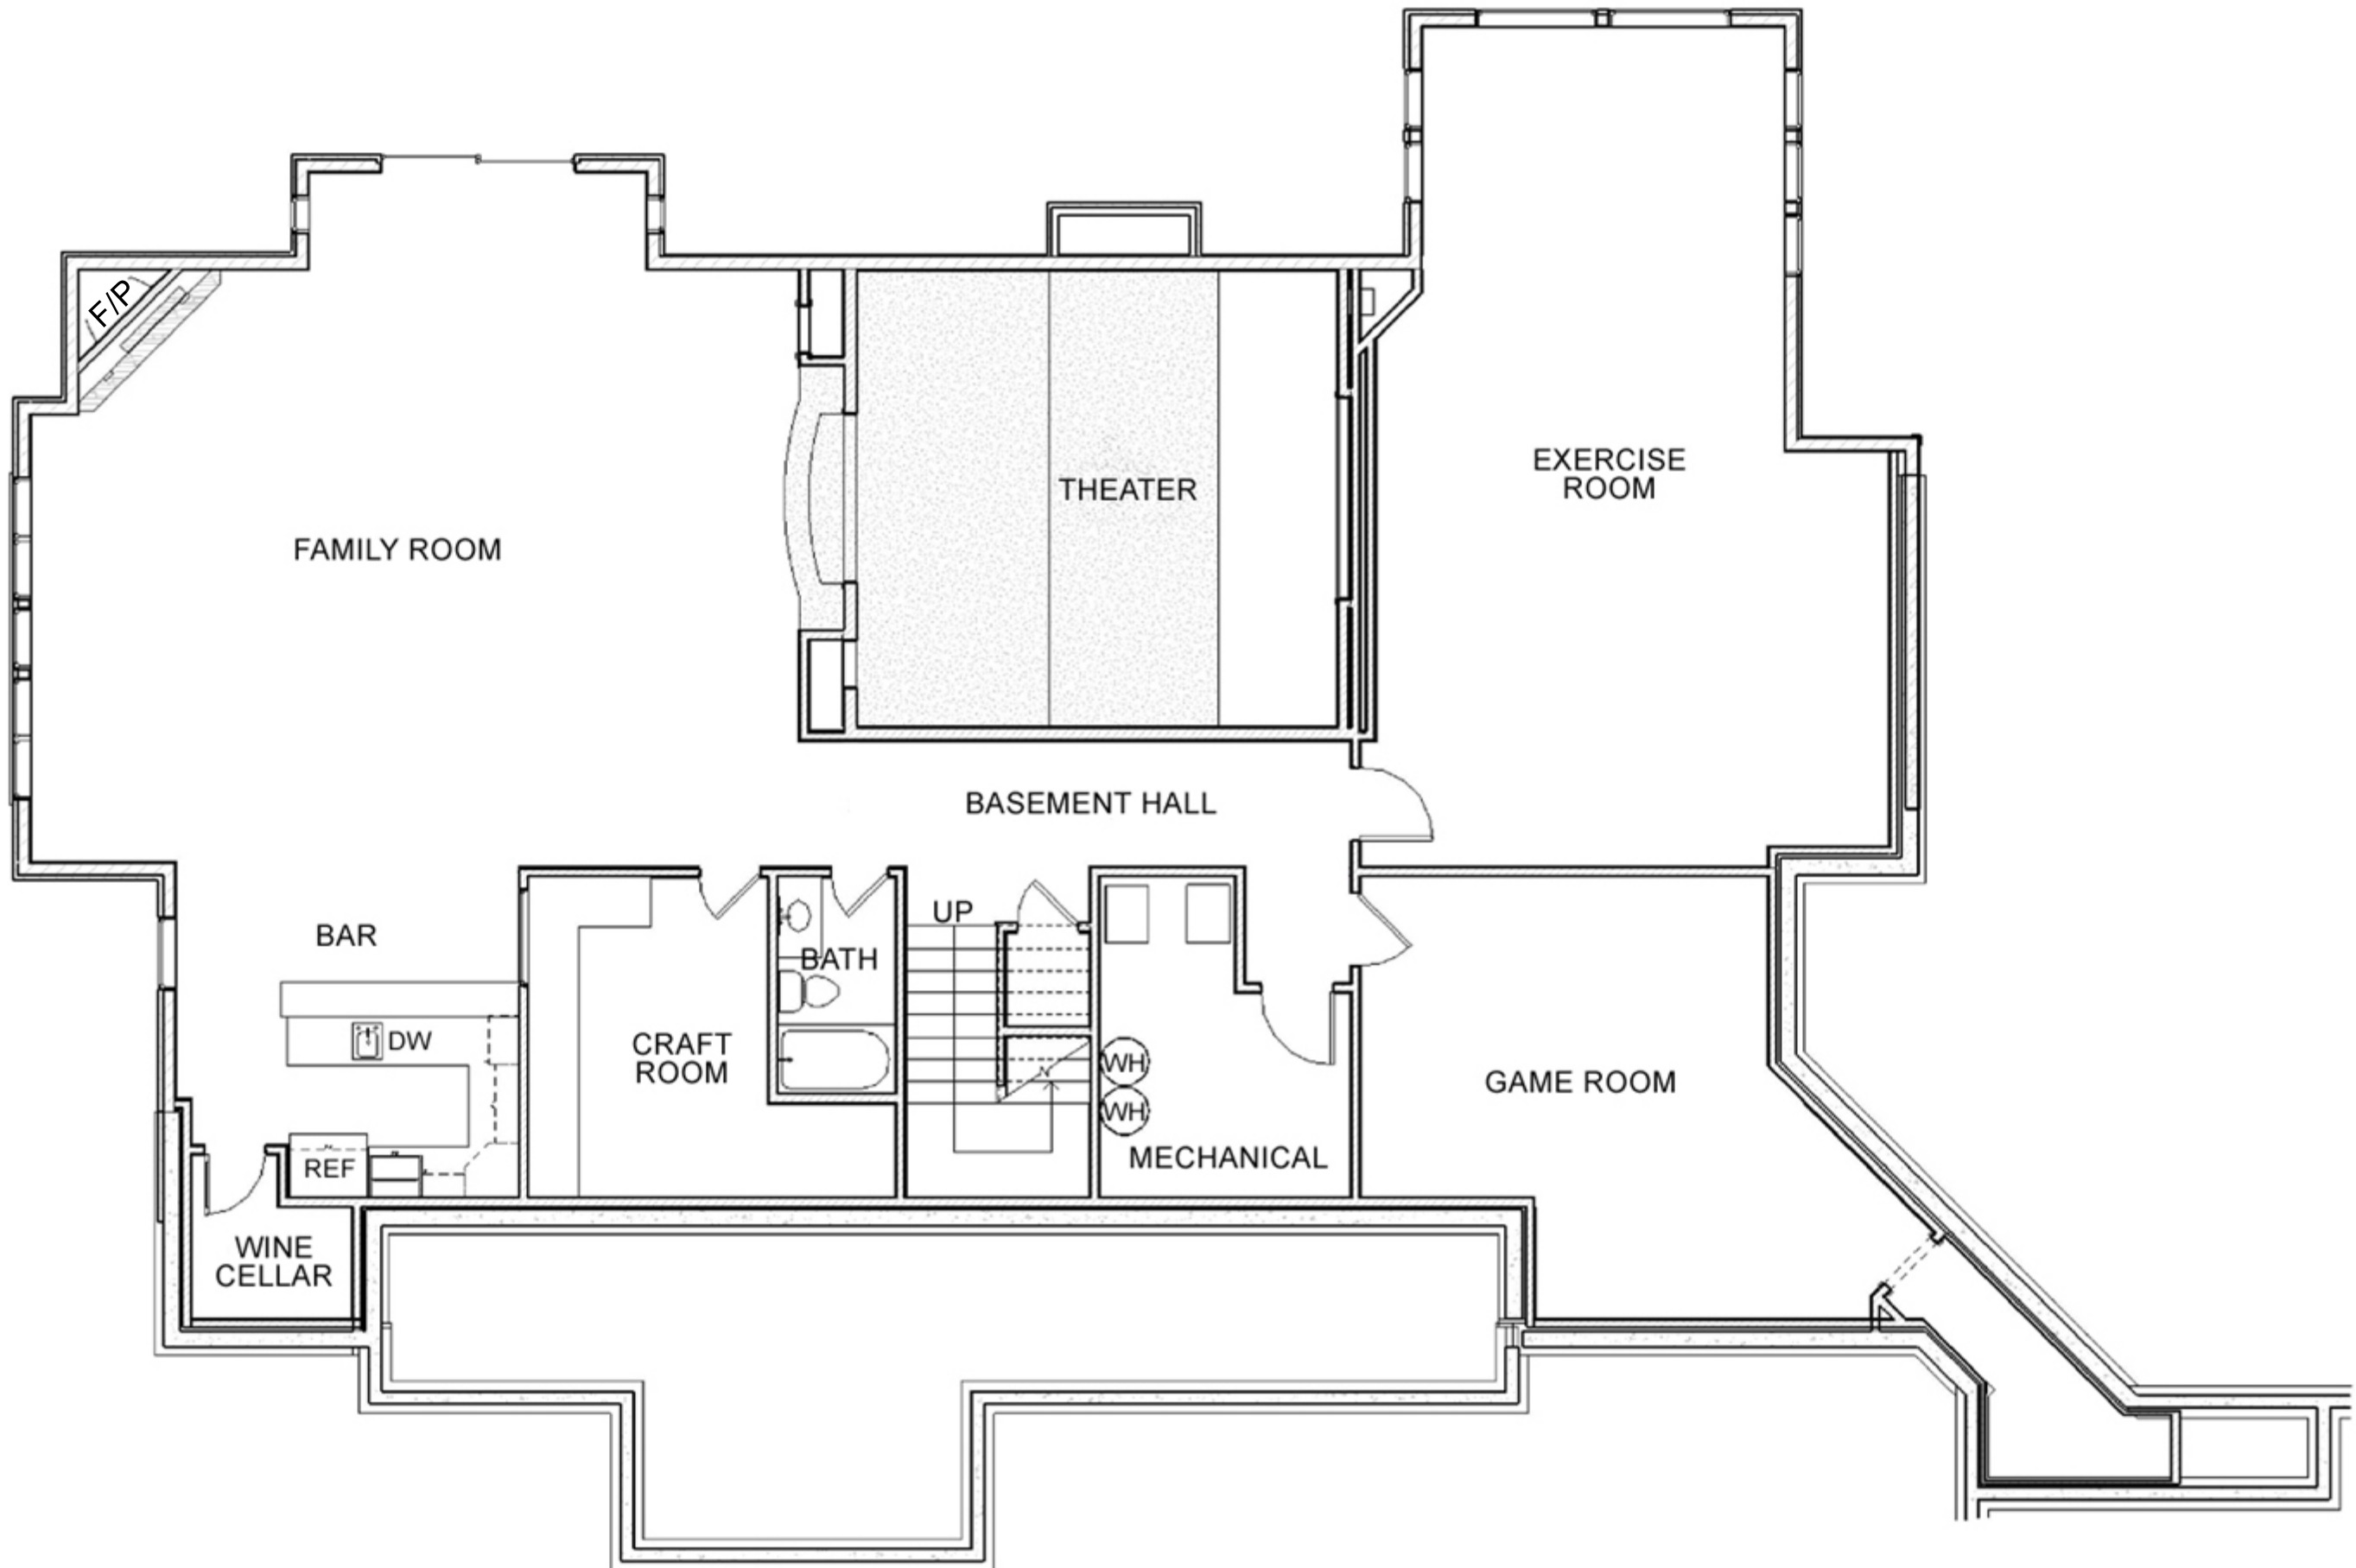 F/P
EXERCISE
ROOM
THEATER
FAMILY ROOM
BASEMENT HALL
UP
BAR
BATH
DW
CRAFT
ROOM
WH
WH
GAME ROOM
MECHANICAL
REF
WINE
CELLAR